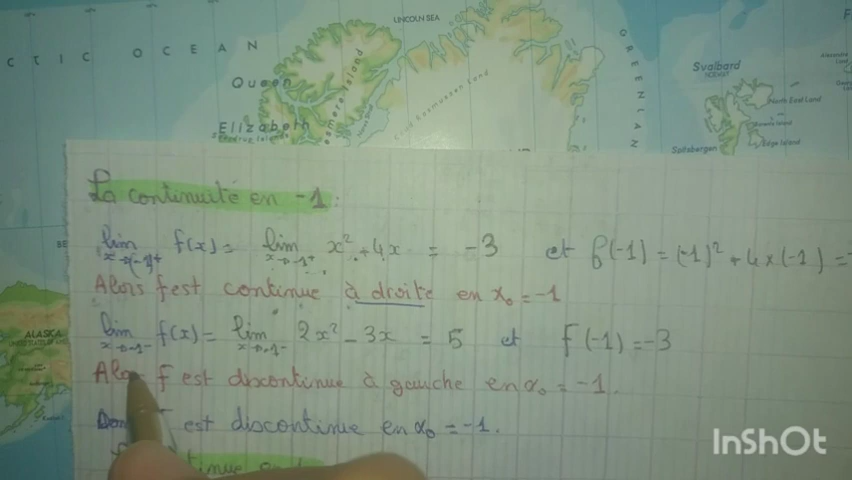 LINCOLN SEA
CTIC OCEAN
GREENLAN
Queen
Elizabeth
Svalbard
NORWAY
North East Land
Edge Island
Spitsbergen
La continuité en -1 :
lim x→(-1)+ f(x) = lim x→-1+ x² + 4x = -3 et f(-1) = (-1)² + 4×(-1) =
Alors f est continue à droite en x₀ = -1
lim x→-1- f(x) = lim x→-1- 2x² - 3x = 5 et f(-1) = -3
f est discontinue à gauche en x₀ = -1.
est discontinue en x₀ = -1.
ALASKA
InShOt